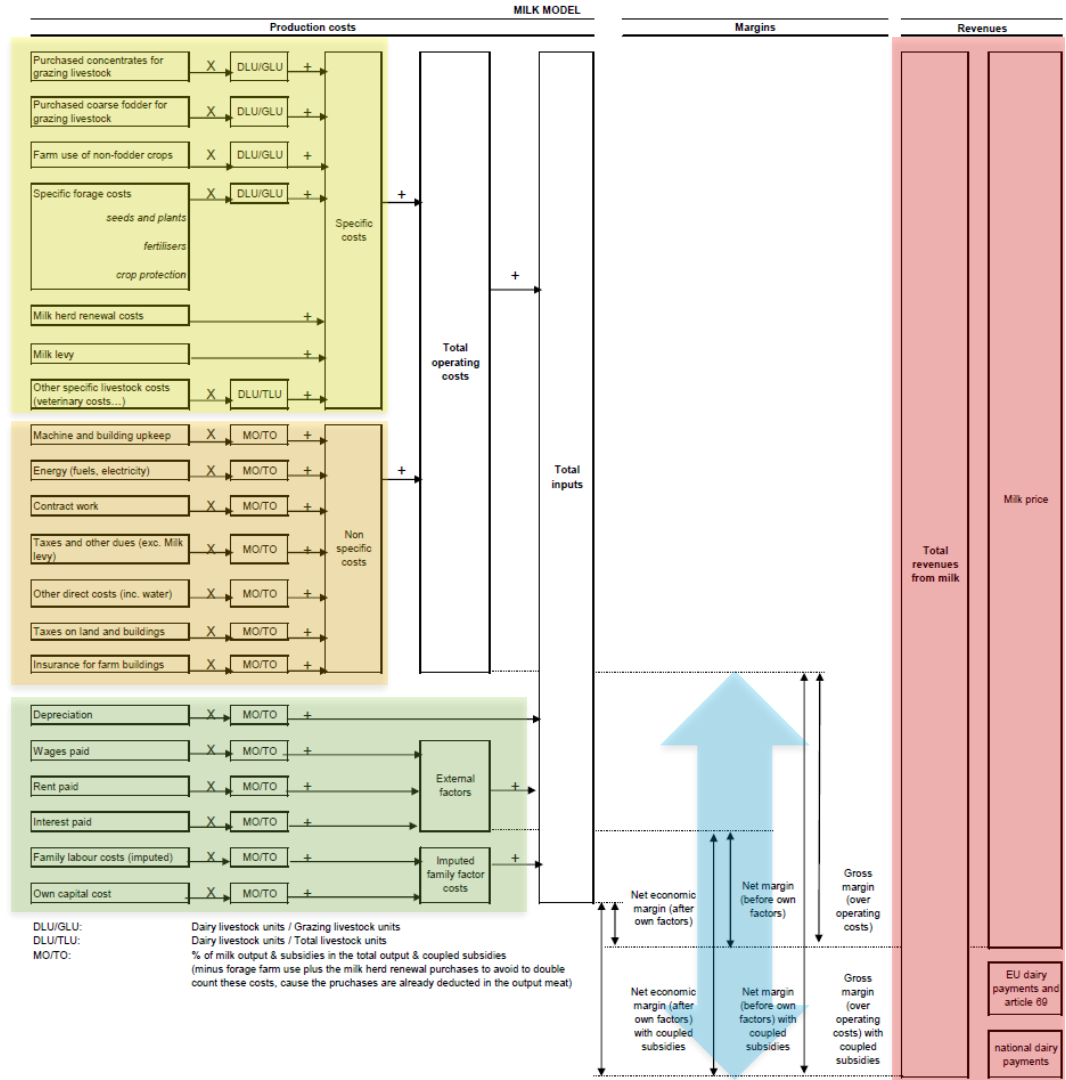 MILK MODEL
Production costs
Margins
Revenues
Purchased concentrates for
grazing livestock
X
DLU/GLU
+
Purchased coarse fodder for
grazing livestock
X
DLU/GLU
+
Farm use of non-fodder crops
X
DLU/GLU
+
Specific forage costs
X
DLU/GLU
+
seeds and plants
fertilisers
crop protection
Milk herd renewal costs
+
Milk levy
+
Other specific livestock costs
(veterinary costs...)
X
DLU/TLU
+
Specific
costs
+
Machine and building upkeep
X
MO/TO
+
Energy (fuels, electricity)
X
MO/TO
+
Contract work
X
MO/TO
+
Taxes and other dues (exc. Milk
levy)
X
MO/TO
+
Other direct costs (inc. water)
X
MO/TO
+
Taxes on land and buildings
X
MO/TO
+
Insurance for farm buildings
X
MO/TO
+
Non
specific
costs
+
Total
operating
costs
+
Total
inputs
Depreciation
X
MO/TO
+
Wages paid
X
MO/TO
+
Rent paid
X
MO/TO
+
Interest paid
X
MO/TO
+
External
factors
+
Family labour costs (imputed)
X
MO/TO
+
Own capital cost
X
MO/TO
+
Imputed
family factor
costs
+
Net economic
margin (after
own factors)
Net margin
(before own
factors)
Gross
margin
(over
operating
costs)
Net economic
margin (after
own factors)
with coupled
subsidies
Net margin
(before own
factors) with
coupled
subsidies
Gross
margin
(over
operating
costs) with
coupled
subsidies
Total
revenues
from milk
Milk price
EU dairy
payments and
article 69
national dairy
payments
DLU/GLU: Dairy livestock units / Grazing livestock units
DLU/TLU: Dairy livestock units / Total livestock units
MO/TO: % of milk output & subsidies in the total output & coupled subsidies
(minus forage farm use plus the milk herd renewal purchases to avoid to double
count these costs, cause the pruchases are already deducted in the output meat)